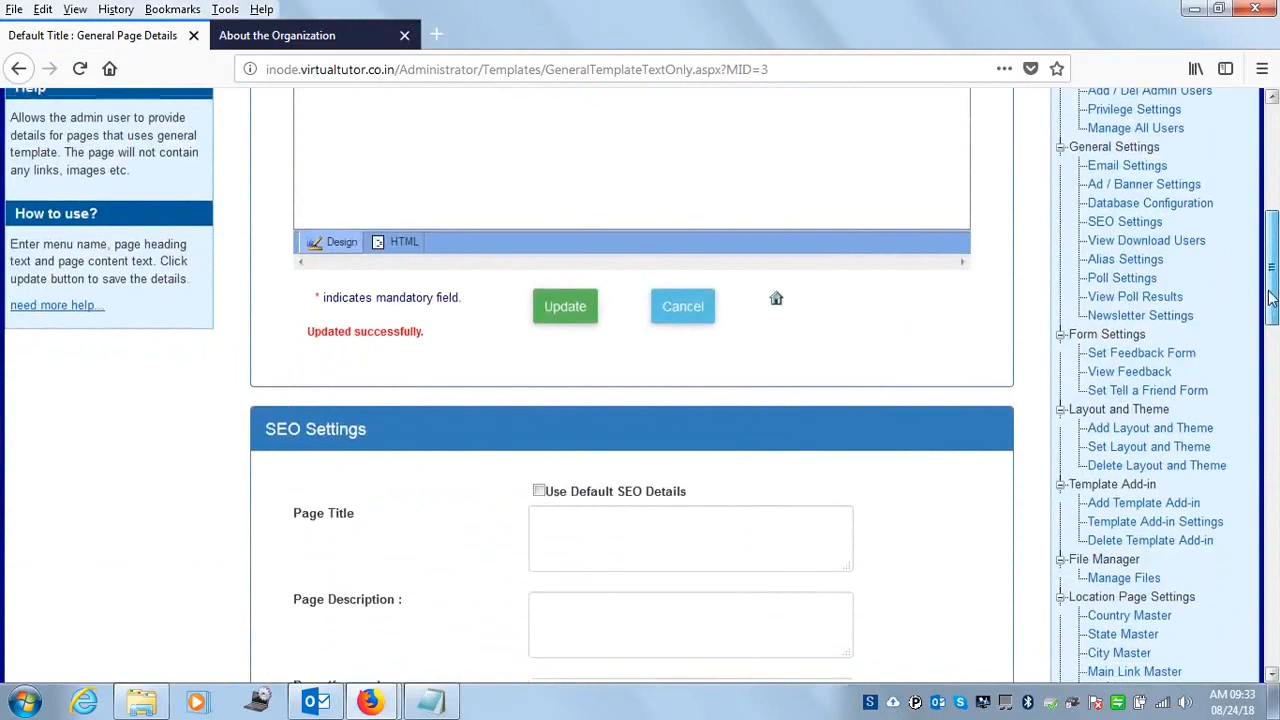 File Edit View History Bookmarks Tools Help
Default Title : General Page Details
About the Organization
inode.virtualtutor.co.in/Administrator/Templates/GeneralTemplateTextOnly.aspx?MID=3
Help
Allows the admin user to provide
details for pages that uses general
template. The page will not contain
any links, images etc.
How to use?
Enter menu name, page heading
text and page content text. Click
update button to save the details.
need more help...
Design HTML
* indicates mandatory field.
Update
Cancel
Updated successfully.
SEO Settings
Use Default SEO Details
Page Title
Page Description :
Add / Del Admin Users
Privilege Settings
Manage All Users
General Settings
Email Settings
Ad / Banner Settings
Database Configuration
SEO Settings
View Download Users
Alias Settings
Poll Settings
View Poll Results
Newsletter Settings
Form Settings
Set Feedback Form
View Feedback
Set Tell a Friend Form
Layout and Theme
Add Layout and Theme
Set Layout and Theme
Delete Layout and Theme
Template Add-in
Add Template Add-in
Template Add-in Settings
Delete Template Add-in
File Manager
Manage Files
Location Page Settings
Country Master
State Master
City Master
Main Link Master
AM 09:33
08/24/18